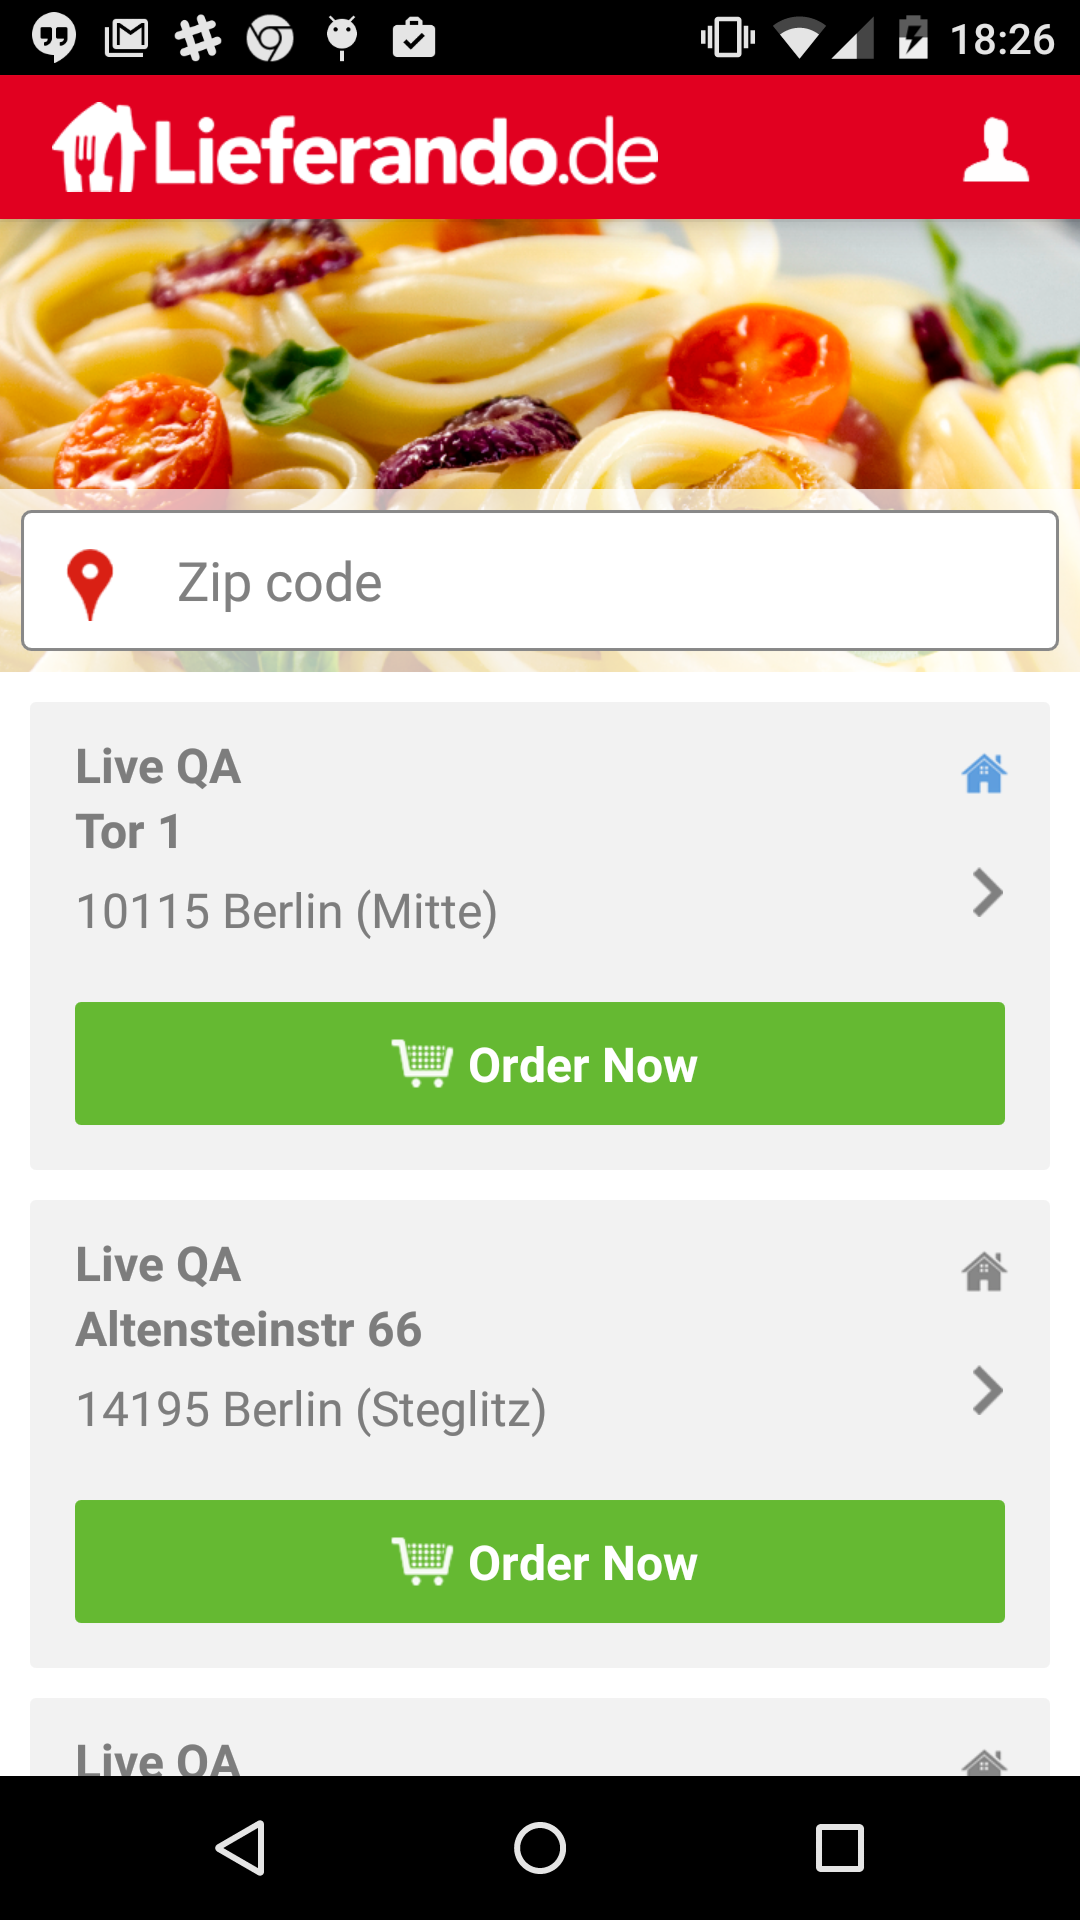 18:26
Lieferando.de
Zip code
Live QA
Tor 1
10115 Berlin (Mitte)
Order Now
Live QA
Altensteinstr 66
14195 Berlin (Steglitz)
Order Now
Live QA